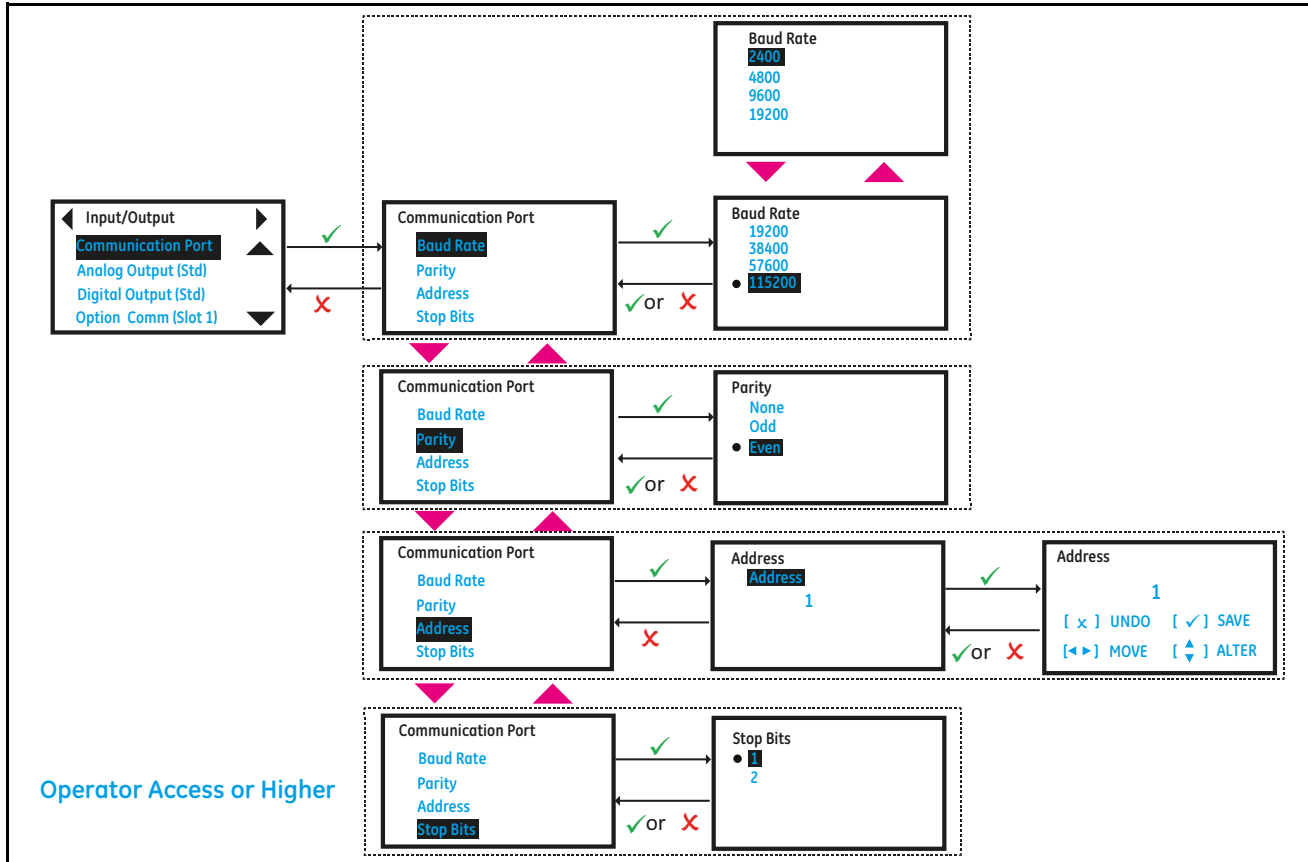 Baud Rate
2400
4800
9600
19200
Input/Output
Communication Port
Analog Output (Std)
Digital Output (Std)
Option Comm (Slot 1)
Communication Port
Baud Rate
Parity
Address
Stop Bits
✓or ✗
Baud Rate
19200
38400
57600
115200
Communication Port
Baud Rate
Parity
Address
Stop Bits
✓or ✗
Parity
None
Odd
Even
Communication Port
Baud Rate
Parity
Address
Stop Bits
Address
Address
1
✓or ✗
Address
1
[ x ] UNDO [ ✓ ] SAVE
[◄ ►] MOVE [ ▲▼ ] ALTER
Communication Port
Baud Rate
Parity
Address
Stop Bits
✓or ✗
Stop Bits
1
2
Operator Access or Higher